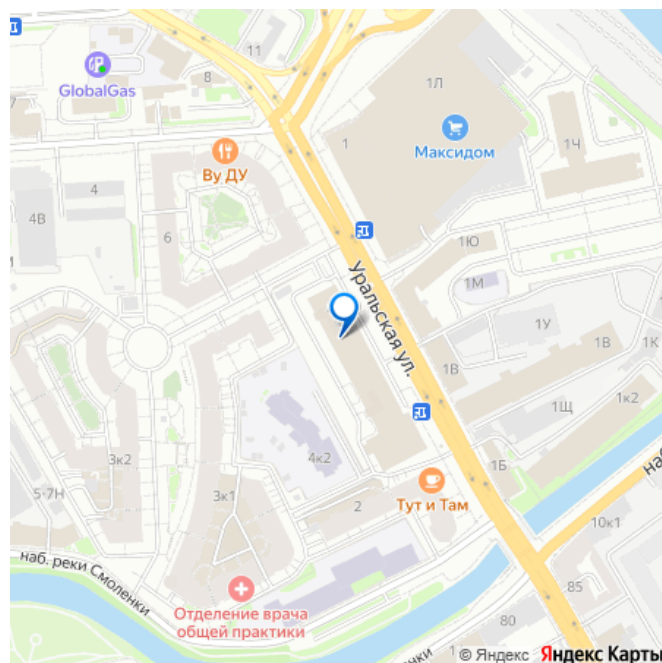 11
8
GlobalGas
1Л
1
Максидом
1Ч
Ву ДУ
4
4В
6
1Ю
1М
Уральская ул.
1У
1В
1К
1В
1Щ
1к2
3к2
4к2
1Б
5-7Н
3к1
2
Тут и Там
10к1
наб. реки Смоленки
85
Отделение врача
общей практики
80
© Яндекс Яндекс Карты